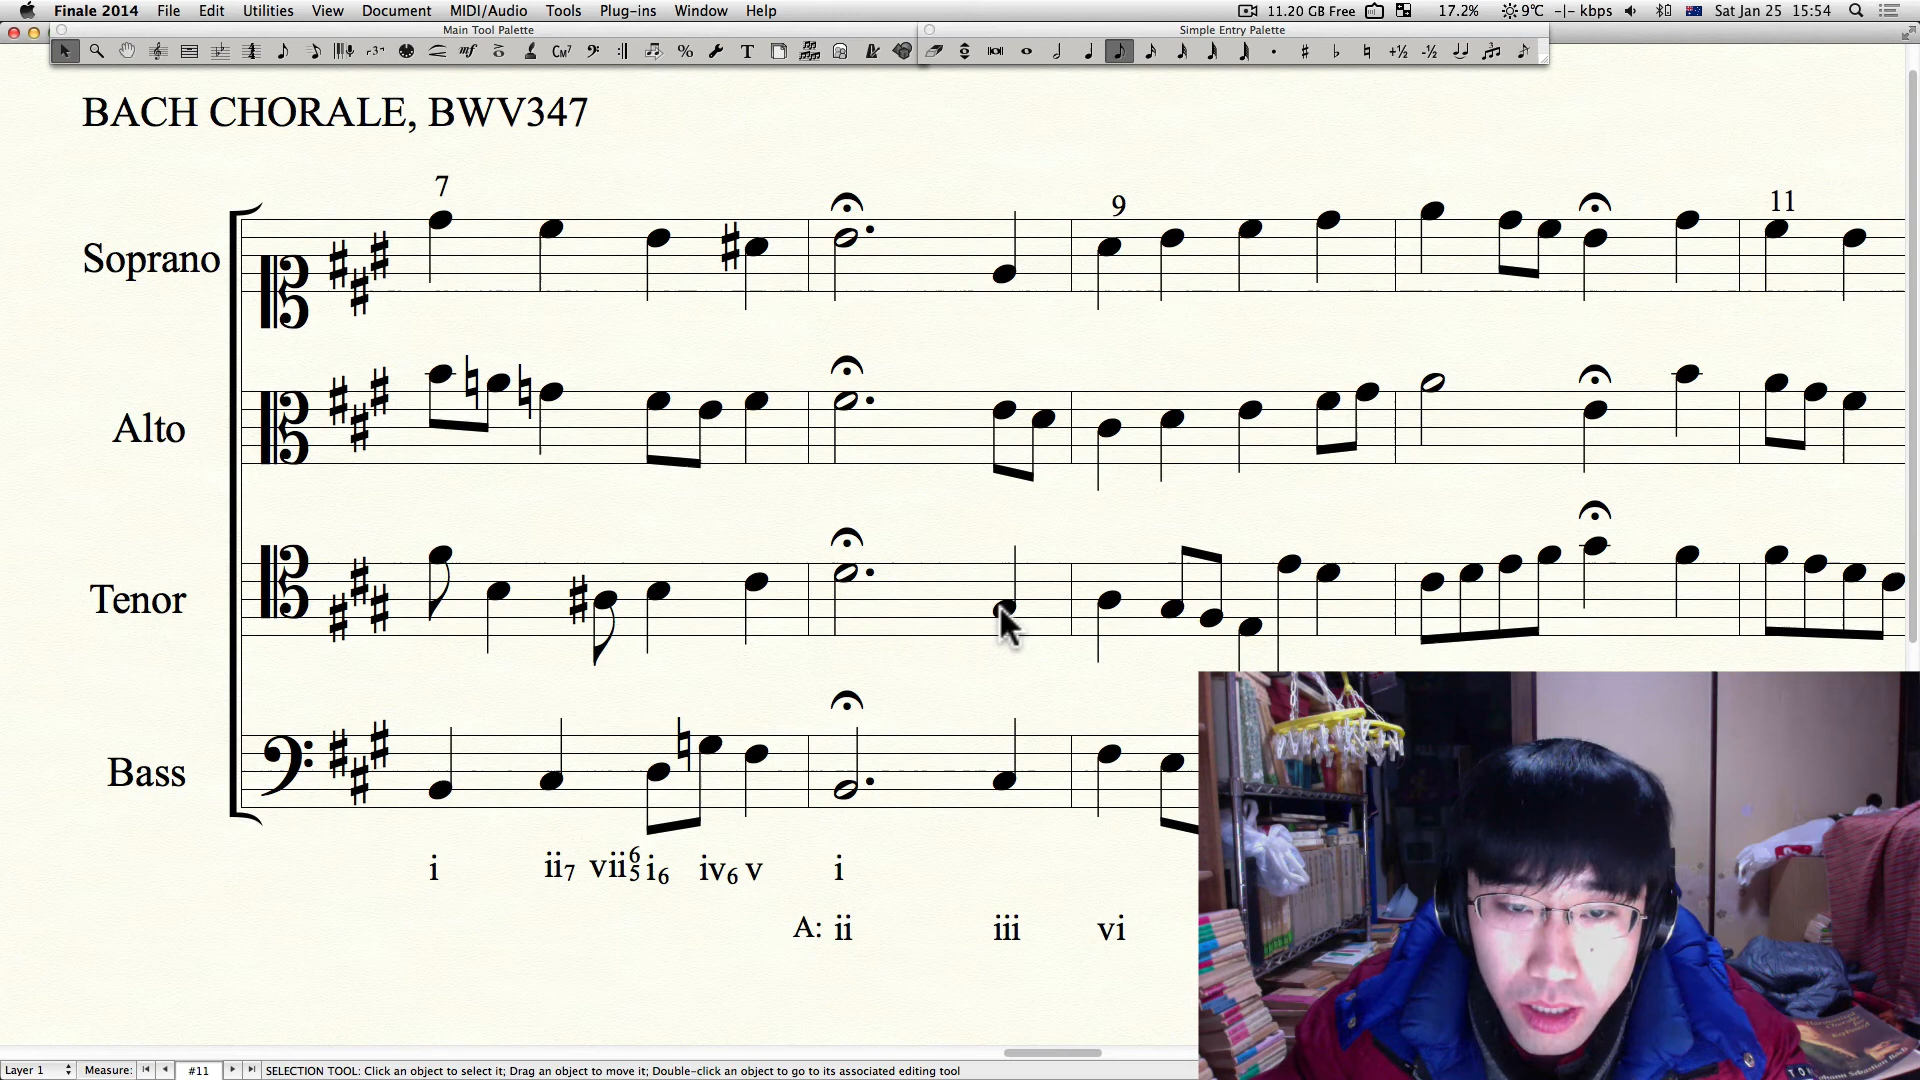 Finale 2014 File Edit Utilities View Document MIDI/Audio Tools Plug-ins Window Help 11.20 GB Free 17.2% 9°C -|- kbps Sat Jan 25 15:54
Main Tool Palette
Simple Entry Palette
BACH CHORALE, BWV347
7
9
11
Soprano
Alto
Tenor
Bass
i ii7 vii65 i6 iv6 v i
A: ii iii vi
Layer 1 Measure: #11 SELECTION TOOL: Click an object to select it; Drag an object to move it; Double-click an object to go to its associated editing tool